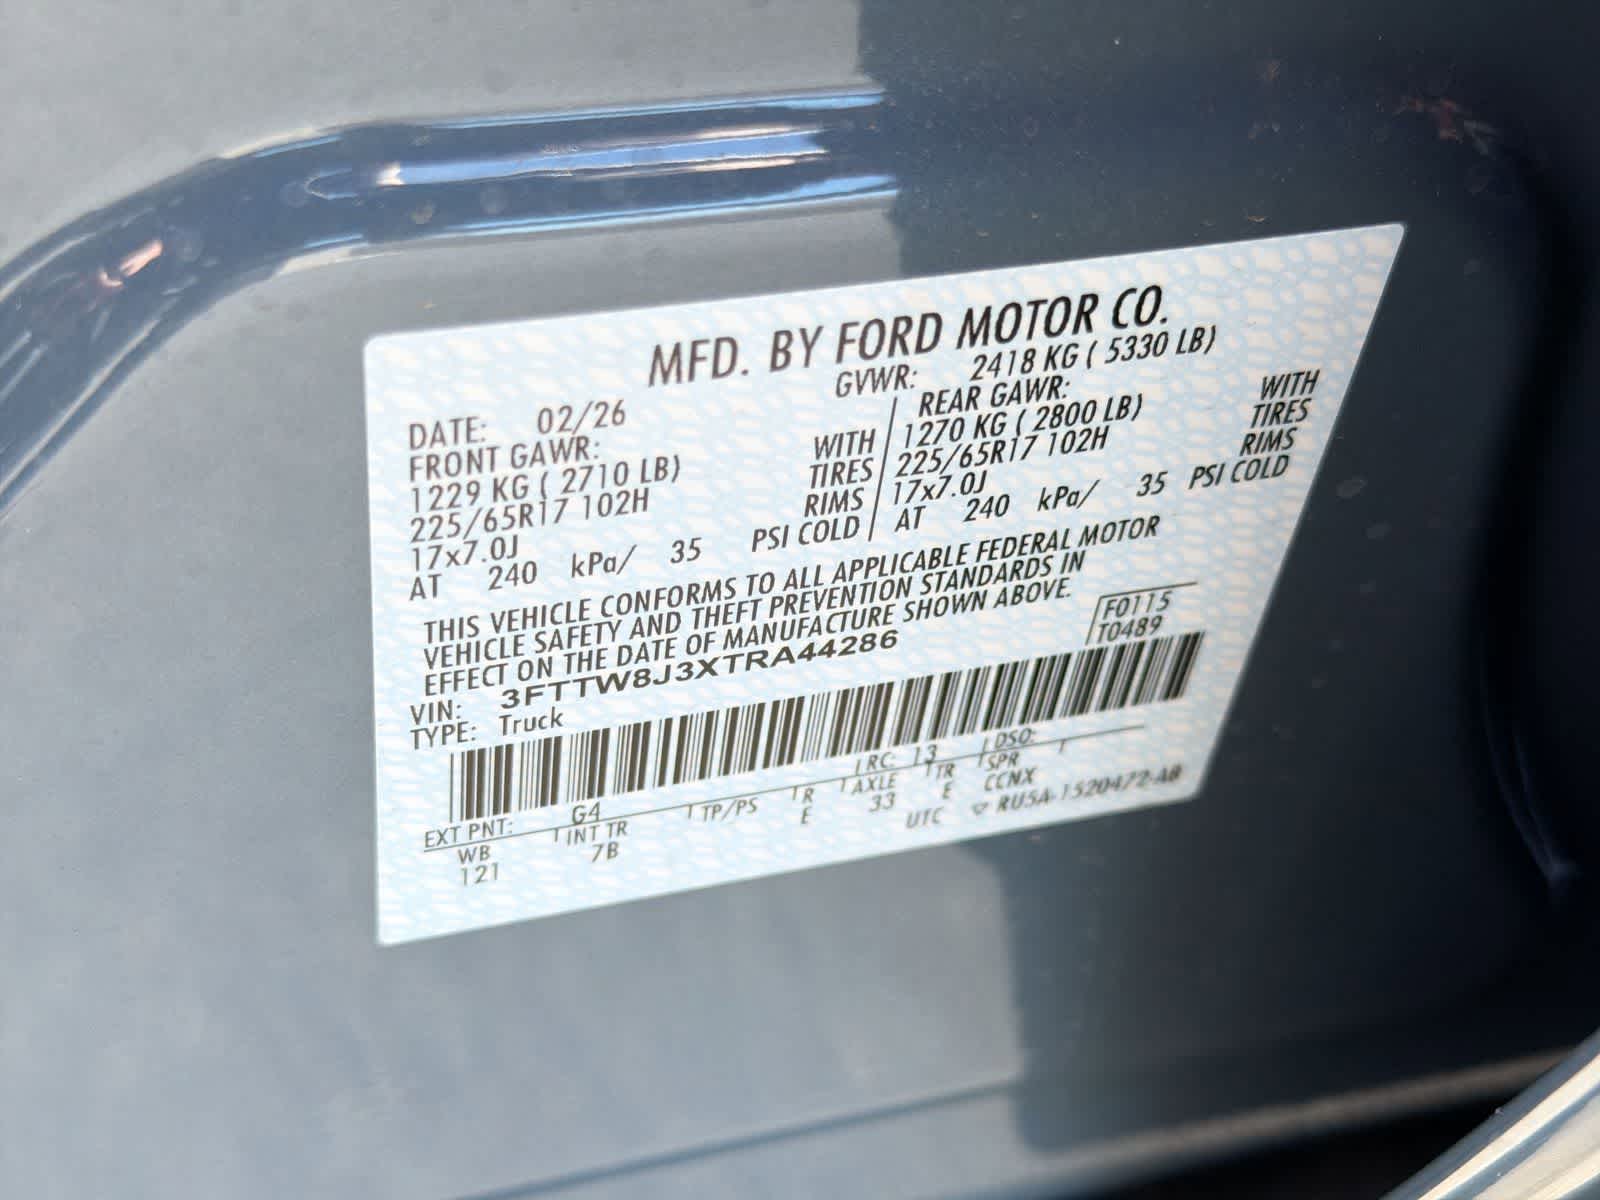 MFD. BY FORD MOTOR CO.
DATE: 02/26 GVWR: 2418 KG ( 5330 LB)
FRONT GAWR: REAR GAWR:
1229 KG ( 2710 LB) WITH 1270 KG ( 2800 LB) WITH
225/65R17 102H TIRES 225/65R17 102H TIRES
17x7.0J RIMS 17x7.0J RIMS
AT 240 kPa/ 35 PSI COLD AT 240 kPa/ 35 PSI COLD
THIS VEHICLE CONFORMS TO ALL APPLICABLE FEDERAL MOTOR
VEHICLE SAFETY AND THEFT PREVENTION STANDARDS IN
EFFECT ON THE DATE OF MANUFACTURE SHOWN ABOVE.
F0115
VIN: 3FTTW8J3XTRA44286 T0489
TYPE: Truck
EXT PNT: G4 RC: 13 DSO:
WB INT TR TP/PS R AXLE TR SPR
121 7B E 33 E CCNX
UTC RU5A-1520472-AB